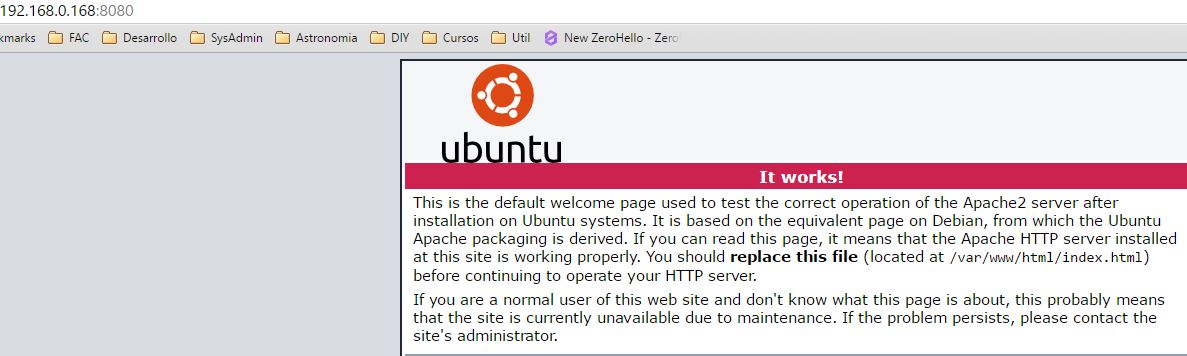 192.168.0.168:8080
kmarks FAC Desarrollo SysAdmin Astronomia DIY Cursos Util New ZeroHello - Zero
ubuntu
It works!
This is the default welcome page used to test the correct operation of the Apache2 server after
installation on Ubuntu systems. It is based on the equivalent page on Debian, from which the Ubuntu
Apache packaging is derived. If you can read this page, it means that the Apache HTTP server installed
at this site is working properly. You should replace this file (located at /var/www/html/index.html)
before continuing to operate your HTTP server.
If you are a normal user of this web site and don't know what this page is about, this probably means
that the site is currently unavailable due to maintenance. If the problem persists, please contact the
site's administrator.